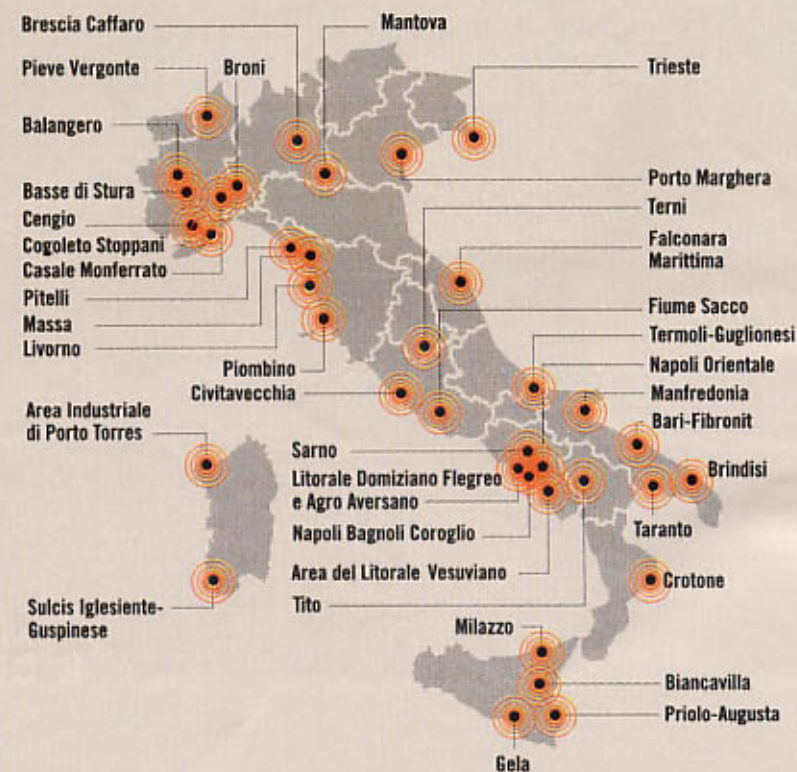 Brescia Caffaro
Mantova
Pieve Vergonte
Broni
Trieste
Balangero
Basse di Stura
Porto Marghera
Terni
Cengio
Cogoleto Stoppani
Casale Monferrato
Falconara
Marittima
Pitelli
Massa
Livorno
Fiume Sacco
Termoli-Guglionesi
Napoli Orientale
Piombino
Civitavecchia
Manfredonia
Bari-Fibronit
Area Industriale
di Porto Torres
Sarno
Brindisi
Litorale Domiziano Flegreo
e Agro Aversano
Taranto
Napoli Bagnoli Coroglio
Area del Litorale Vesuviano
Crotone
Tito
Sulcis Iglesiente-
Guspinese
Milazzo
Biancavilla
Priolo-Augusta
Gela